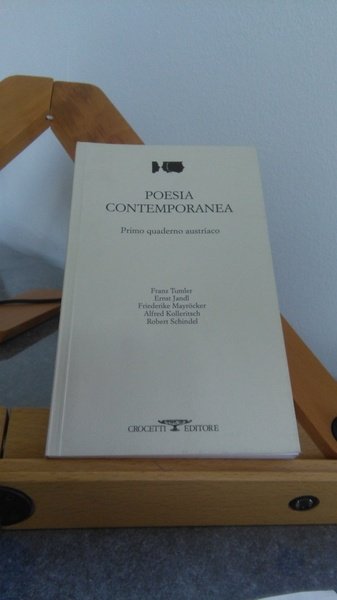 POESIA
CONTEMPORANEA
Primo quaderno austriaco
Franz Tumler
Ernst Jandl
Friederike Mayröcker
Alfred Kolleritsch
Robert Schindel
CROCETTI EDITORE